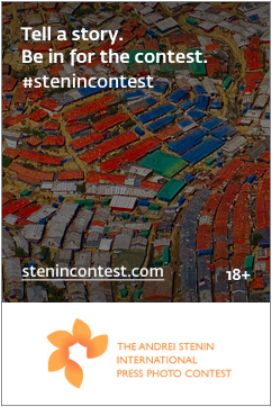 Tell a story.
Be in for the contest.
#stenincontest
stenincontest.com
18+
THE ANDREI STENIN
INTERNATIONAL
PRESS PHOTO CONTEST